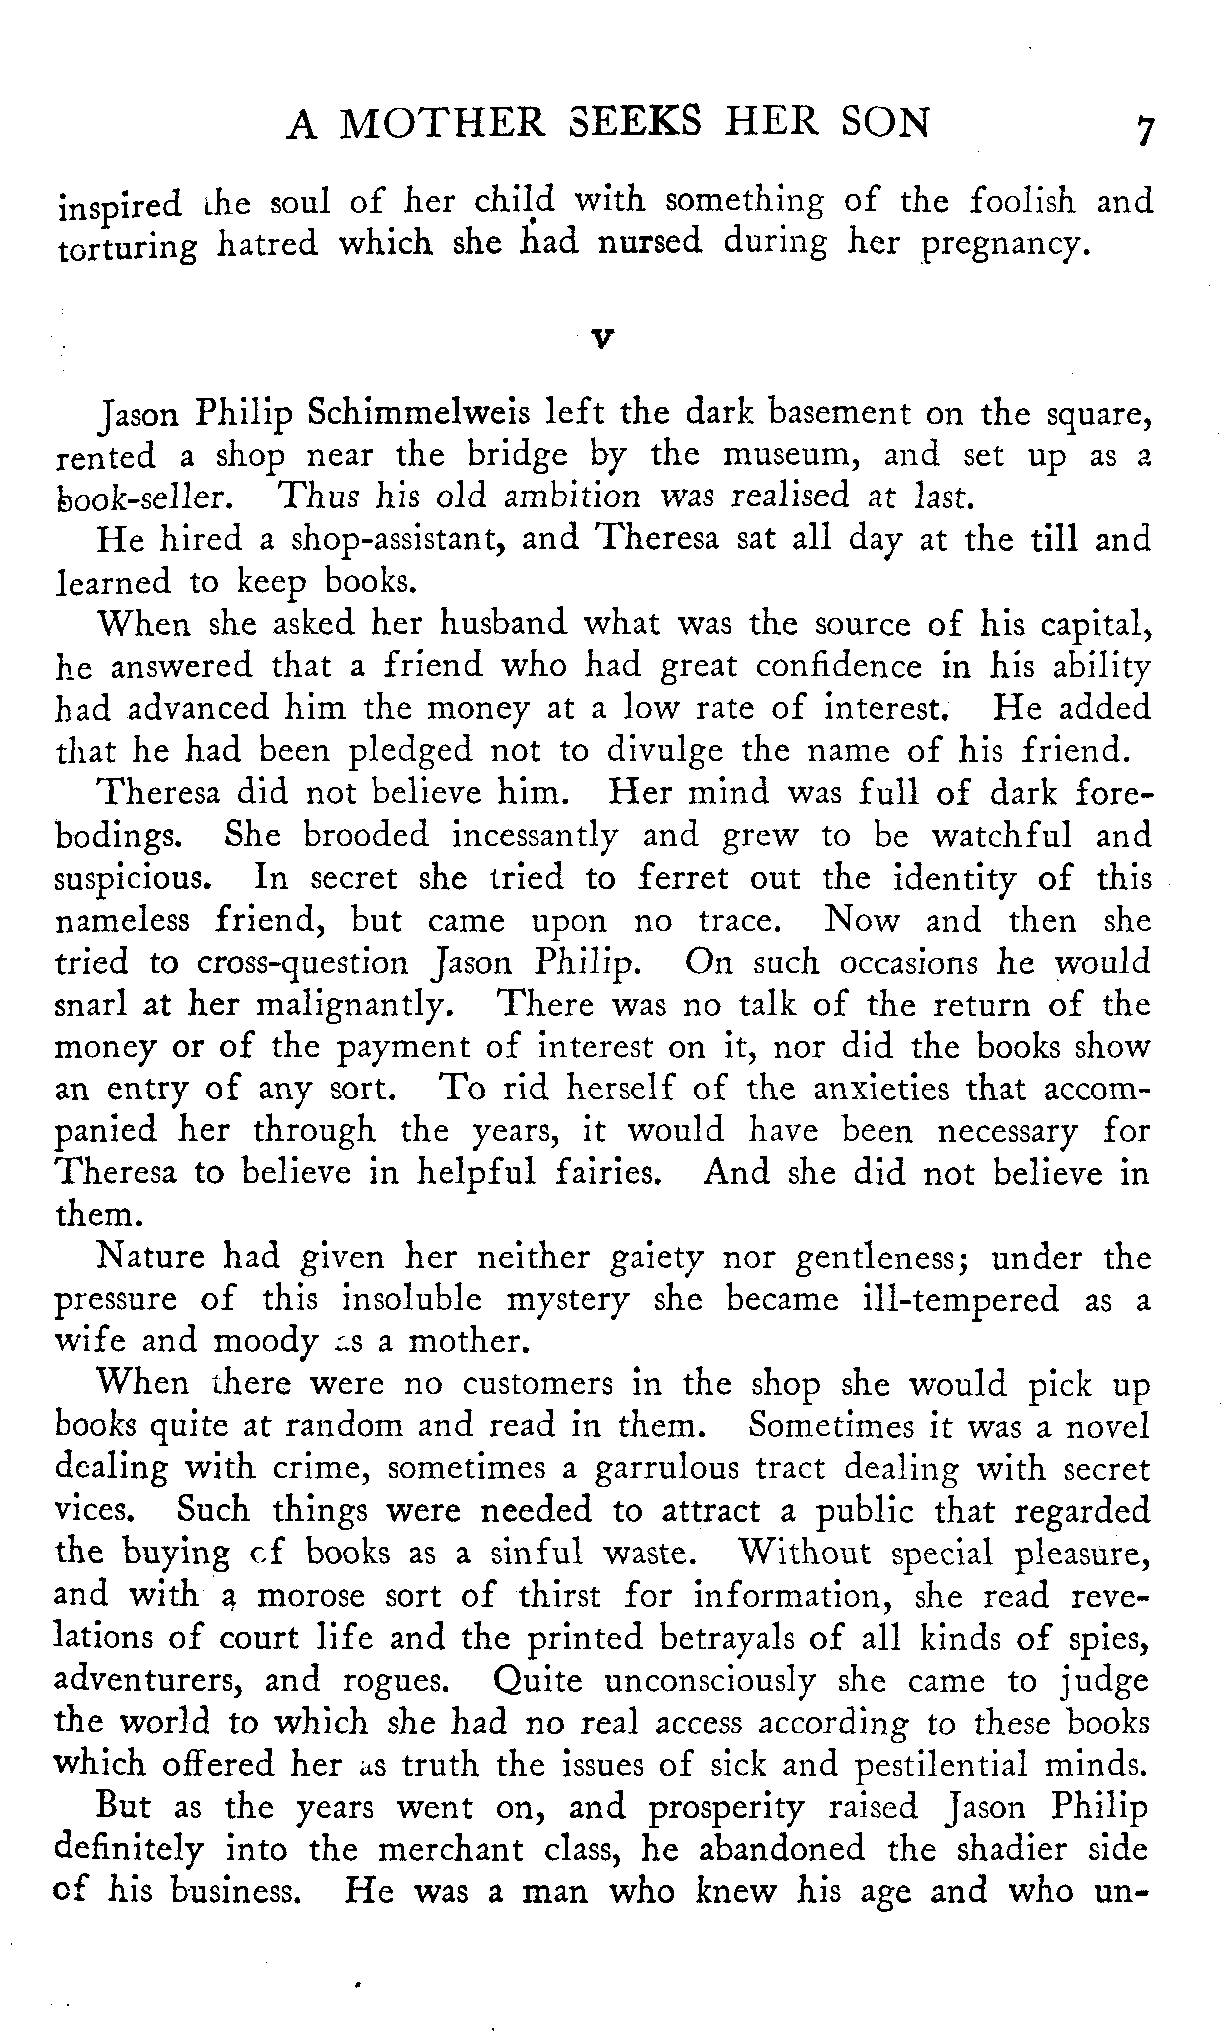 A MOTHER SEEKS HER SON 7
inspired the soul of her child with something of the foolish and
torturing hatred which she had nursed during her pregnancy.
V
Jason Philip Schimmelweis left the dark basement on the square,
rented a shop near the bridge by the museum, and set up as a
book-seller. Thus his old ambition was realised at last.
He hired a shop-assistant, and Theresa sat all day at the till and
learned to keep books.
When she asked her husband what was the source of his capital,
he answered that a friend who had great confidence in his ability
had advanced him the money at a low rate of interest. He added
that he had been pledged not to divulge the name of his friend.
Theresa did not believe him. Her mind was full of dark fore-
bodings. She brooded incessantly and grew to be watchful and
suspicious. In secret she tried to ferret out the identity of this
nameless friend, but came upon no trace. Now and then she
tried to cross-question Jason Philip. On such occasions he would
snarl at her malignantly. There was no talk of the return of the
money or of the payment of interest on it, nor did the books show
an entry of any sort. To rid herself of the anxieties that accom-
panied her through the years, it would have been necessary for
Theresa to believe in helpful fairies. And she did not believe in
them.
Nature had given her neither gaiety nor gentleness; under the
pressure of this insoluble mystery she became ill-tempered as a
wife and moody as a mother.
When there were no customers in the shop she would pick up
books quite at random and read in them. Sometimes it was a novel
dealing with crime, sometimes a garrulous tract dealing with secret
vices. Such things were needed to attract a public that regarded
the buying of books as a sinful waste. Without special pleasure,
and with a morose sort of thirst for information, she read reve-
lations of court life and the printed betrayals of all kinds of spies,
adventurers, and rogues. Quite unconsciously she came to judge
the world to which she had no real access according to these books
which offered her as truth the issues of sick and pestilential minds.
But as the years went on, and prosperity raised Jason Philip
definitely into the merchant class, he abandoned the shadier side
of his business. He was a man who knew his age and who un-